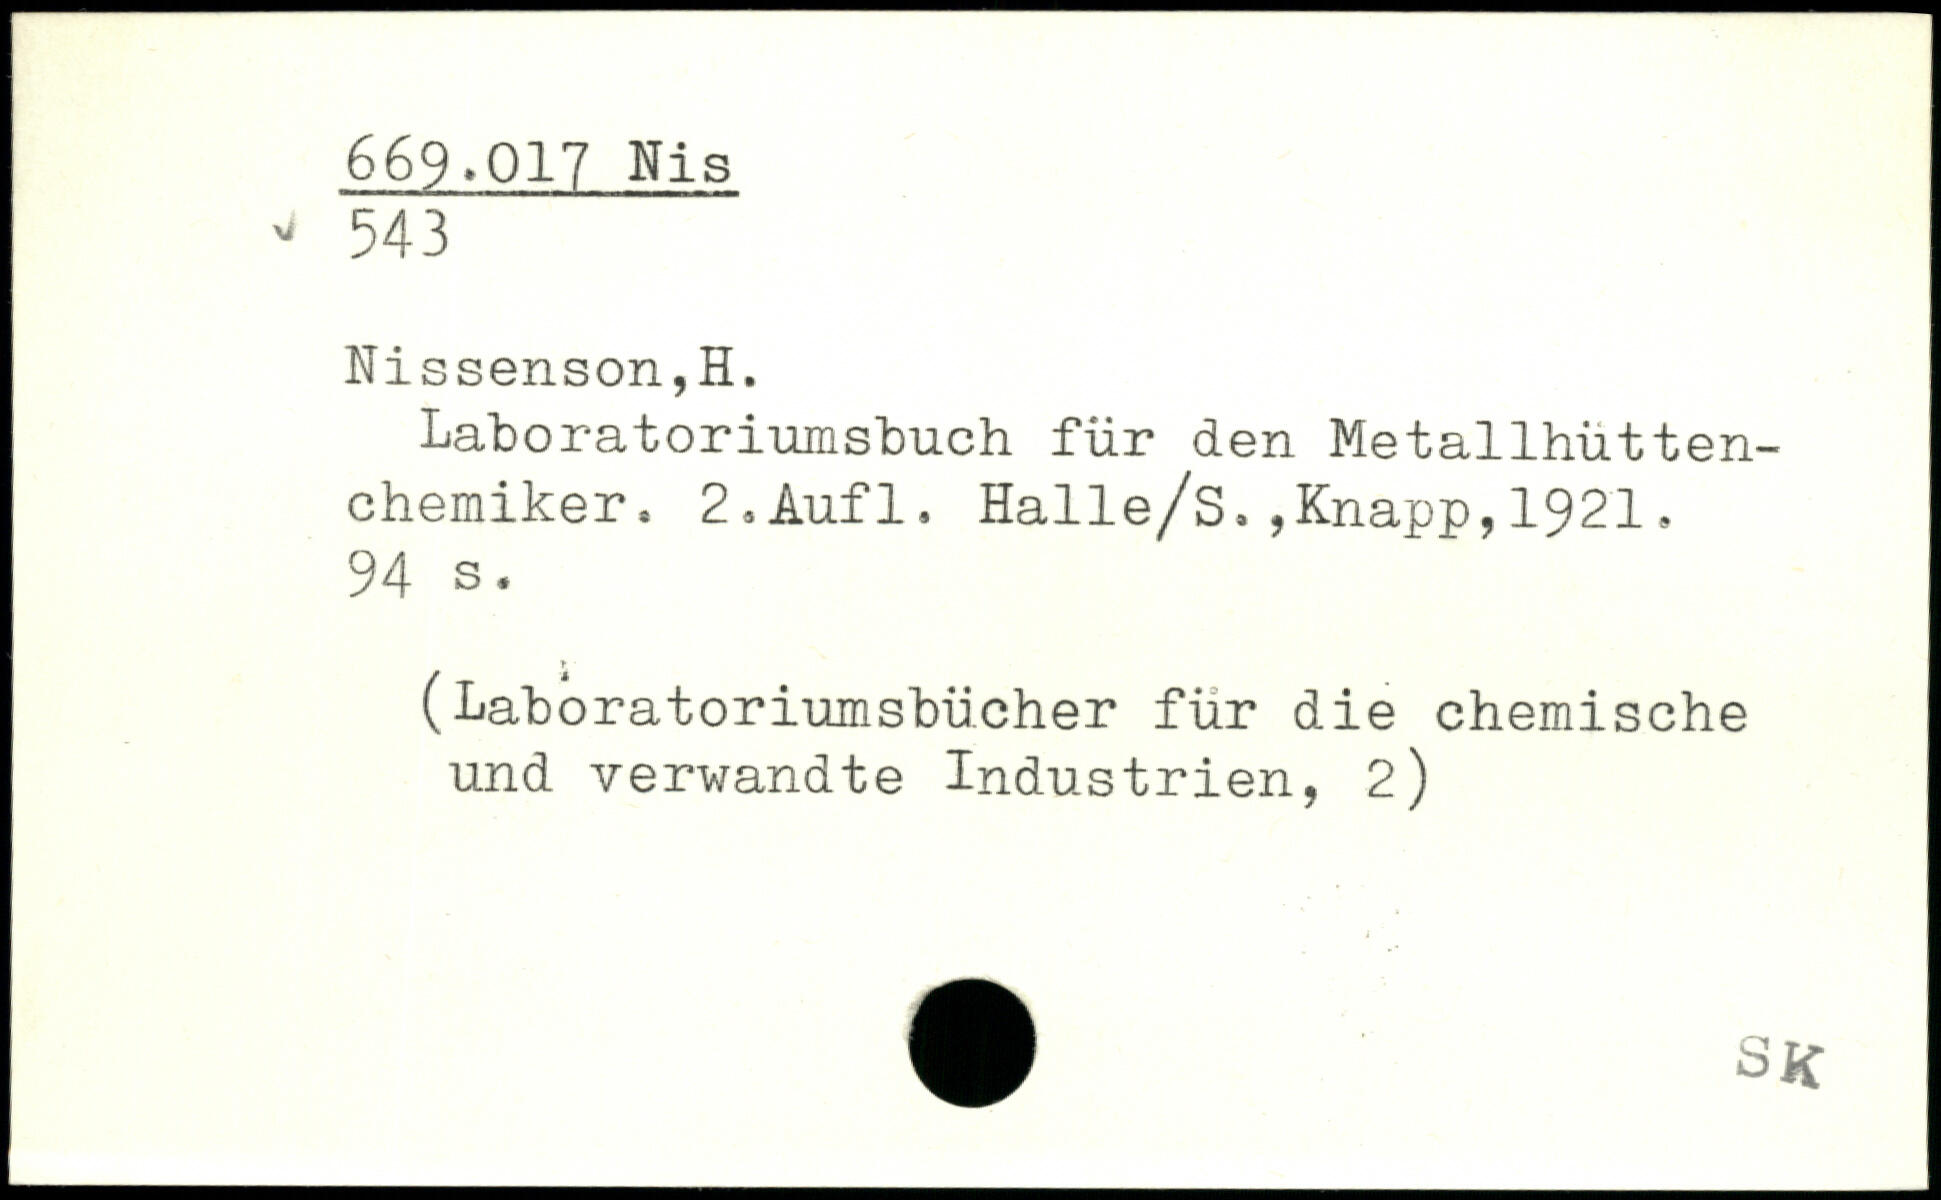 669.017 Nis
543
Nissenson,H.
Laboratoriumsbuch für den Metallhütten-
chemiker. 2.Aufl. Halle/S.,Knapp,1921.
94 s.
(Laboratoriumsbücher für die chemische
und verwandte Industrien, 2)
SK